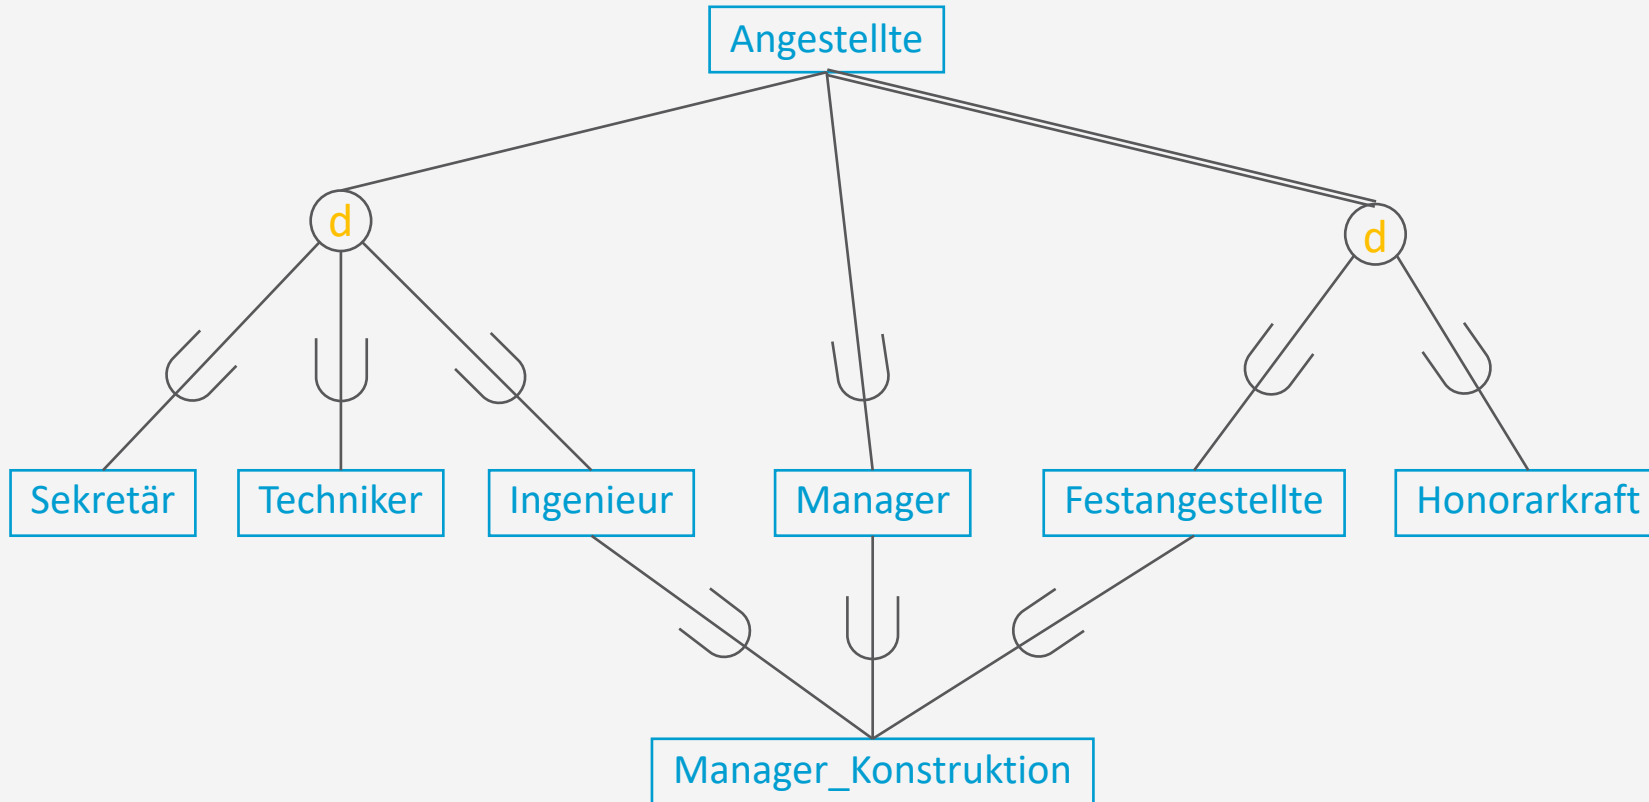 Angestellte
d
d
Sekretär
Techniker
Ingenieur
Manager
Festangestellte
Honorarkraft
Manager_Konstruktion